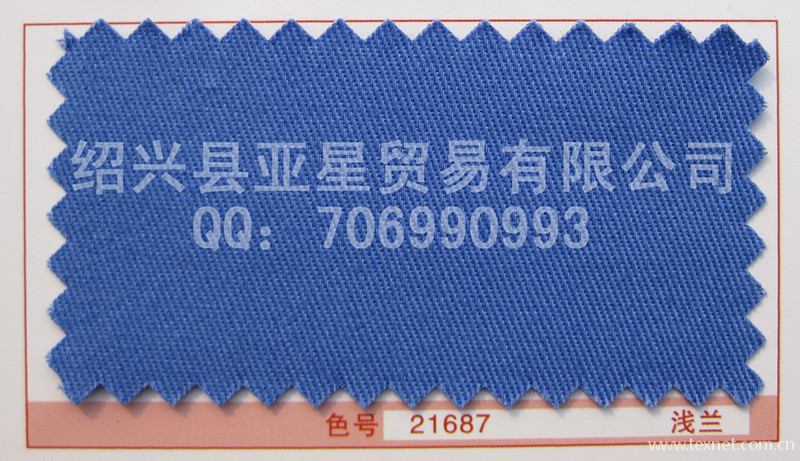 绍兴县亚星贸易有限公司
QQ：706990993
色号 21687 浅兰
www.texnet.com.cn